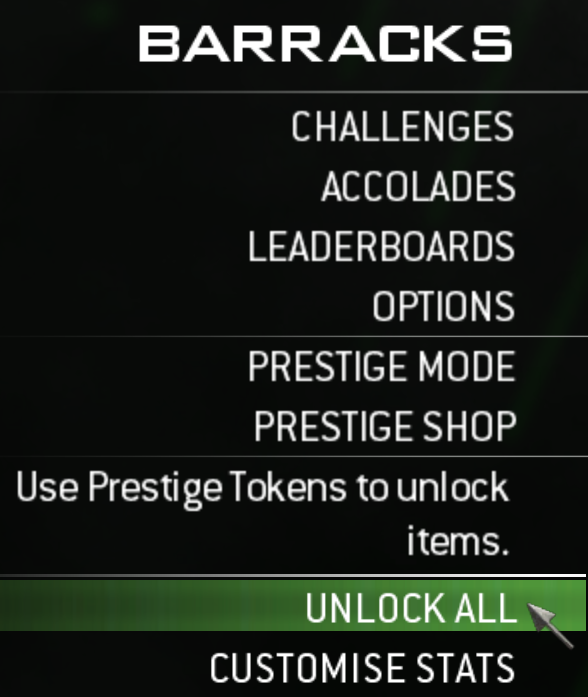 BARRACKS
CHALLENGES
ACCOLADES
LEADERBOARDS
OPTIONS
PRESTIGE MODE
PRESTIGE SHOP
Use Prestige Tokens to unlock
items.
UNLOCK ALL
CUSTOMISE STATS